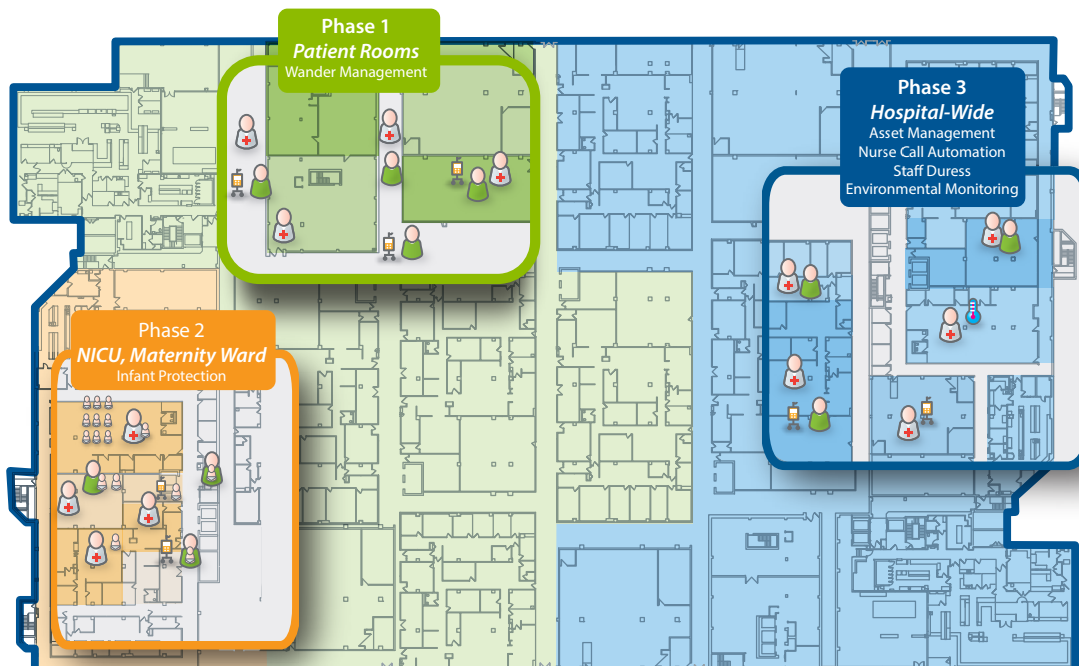 Phase 1
Patient Rooms
Wander Management
Phase 2
NICU, Maternity Ward
Infant Protection
Phase 3
Hospital-Wide
Asset Management
Nurse Call Automation
Staff Duress
Environmental Monitoring